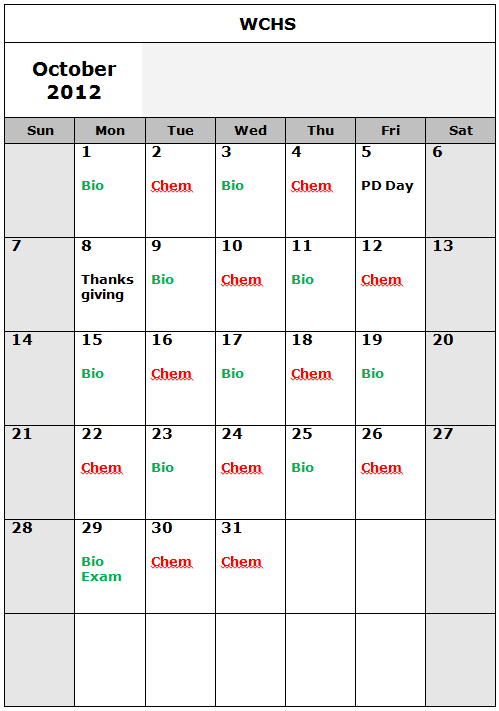 WCHS
October
2012
Sun Mon Tue Wed Thu Fri Sat
1 2 3 4 5 6
Bio Chem Bio Chem PD Day
7 8 9 10 11 12 13
Thanks Bio Chem Bio Chem
giving
14 15 16 17 18 19 20
Bio Chem Bio Chem Bio
21 22 23 24 25 26 27
Chem Bio Chem Bio Chem
28 29 30 31
Bio Chem Chem
Exam